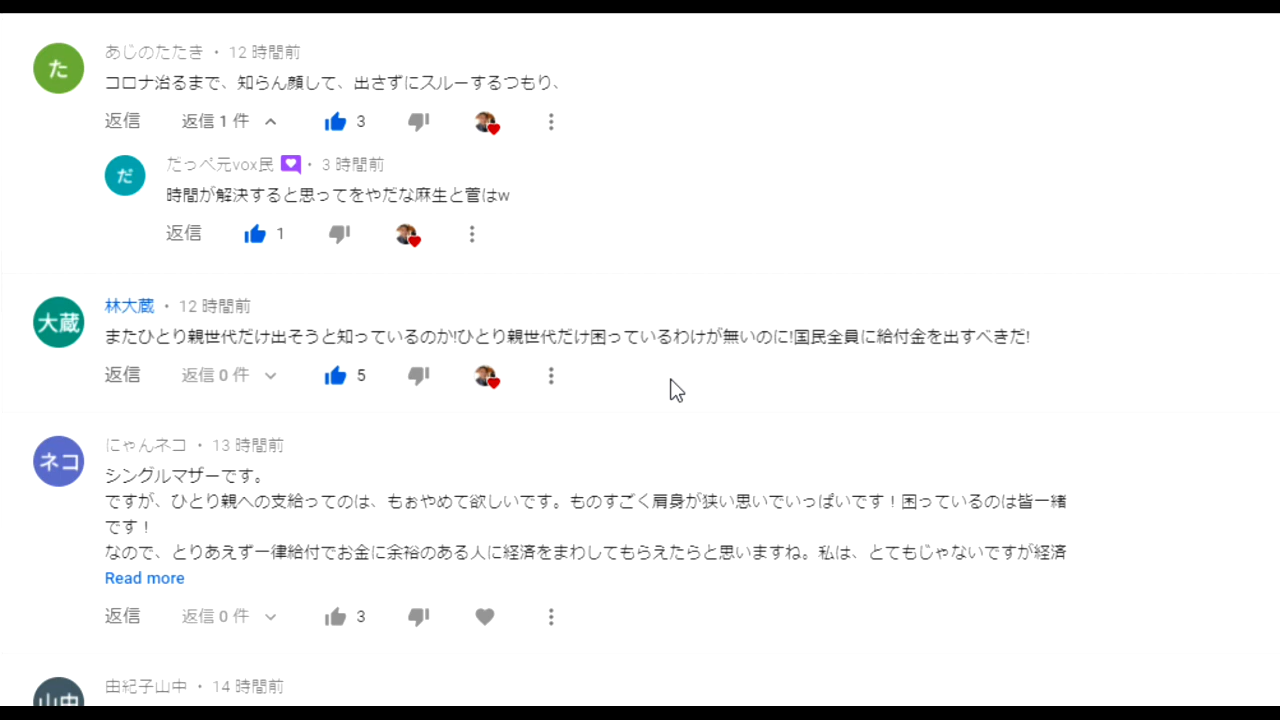 た
あじのたたき ・ 12 時間前
コロナ治るまで、知らん顔して、出さずにスルーするつもり、
返信 返信 1 件 3
だ
だっぺ元vox民 ・ 3 時間前
時間が解決すると思ってをやだな麻生と菅はw
返信 1
大蔵
林大蔵 ・ 12 時間前
またひとり親世代だけ出そうと知っているのか!ひとり親世代だけ困っているわけが無いのに!国民全員に給付金を出すべきだ!
返信 返信 0 件 5
ネコ
にゃんネコ ・ 13 時間前
シングルマザーです。
ですが、ひとり親への支給ってのは、もぉやめて欲しいです。ものすごく肩身が狭い思いでいっぱいです！困っているのは皆一緒
です！
なので、とりあえず一律給付でお金に余裕のある人に経済をまわしてもらえたらと思いますね。私は、とてもじゃないですが経済
Read more
返信 返信 0 件 3
山中
由紀子山中 ・ 14 時間前